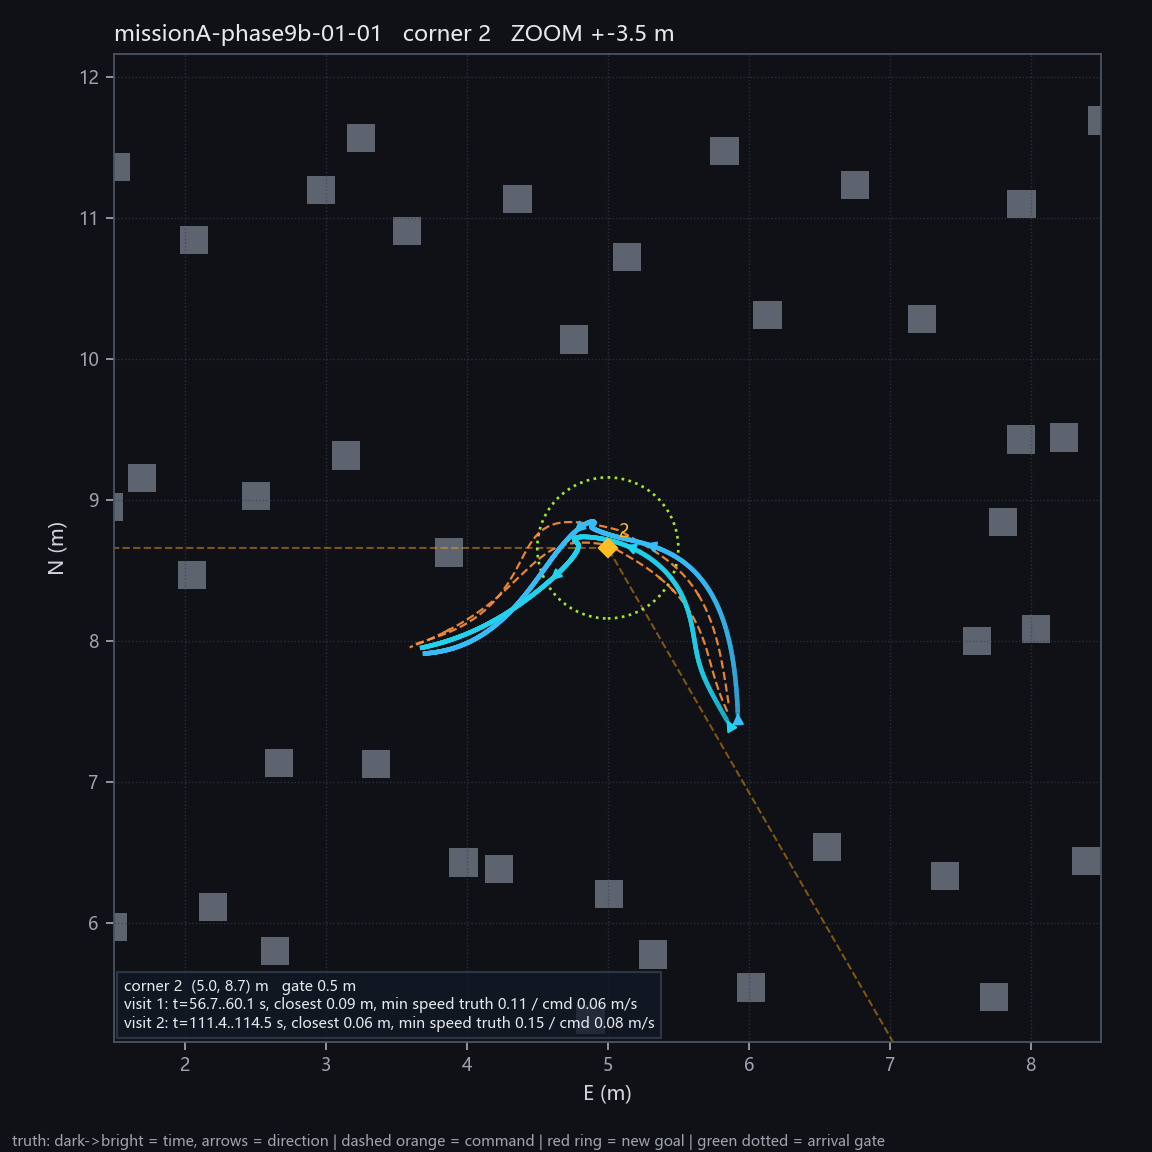 missionA-phase9b-01-01   corner 2   ZOOM +-3.5 m
12
11
10
9
8
7
6
N (m)
2
corner 2  (5.0, 8.7) m   gate 0.5 m
visit 1: t=56.7..60.1 s, closest 0.09 m, min speed truth 0.11 / cmd 0.06 m/s
visit 2: t=111.4..114.5 s, closest 0.06 m, min speed truth 0.15 / cmd 0.08 m/s
2 3 4 5 6 7 8
E (m)
truth: dark->bright = time, arrows = direction | dashed orange = command | red ring = new goal | green dotted = arrival gate